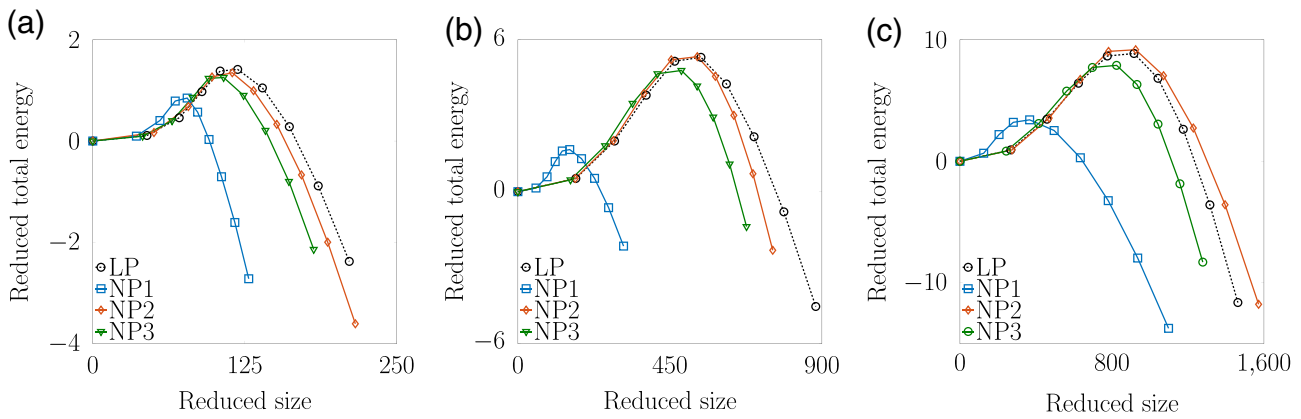 (a)
2
0
−2
−4
Reduced total energy
LP
NP1
NP2
NP3
0
125
250
Reduced size
(b)
6
0
−6
Reduced total energy
LP
NP1
NP2
NP3
0
450
900
Reduced size
(c)
10
0
−10
Reduced total energy
LP
NP1
NP2
NP3
0
800
1,600
Reduced size